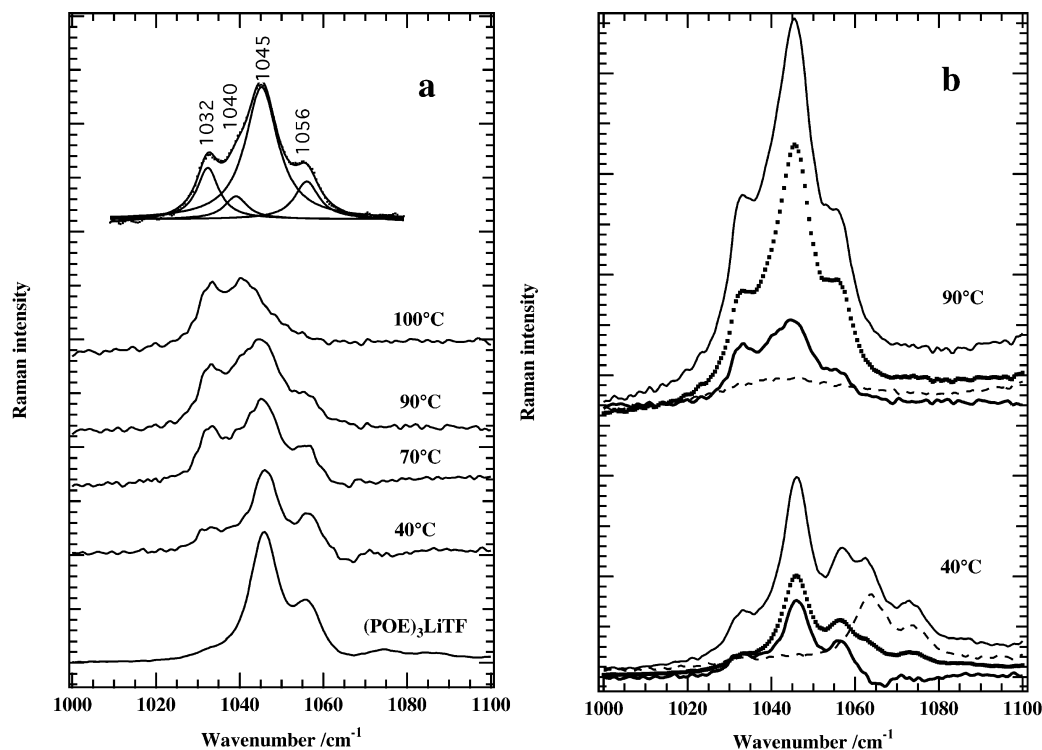 a
1032
1040
1045
1056
100°C
90°C
70°C
40°C
(POE)3LiTF
Raman intensity
1000 1020 1040 1060 1080 1100
Wavenumber /cm-1
b
90°C
40°C
Raman intensity
1000 1020 1040 1060 1080 1100
Wavenumber /cm-1